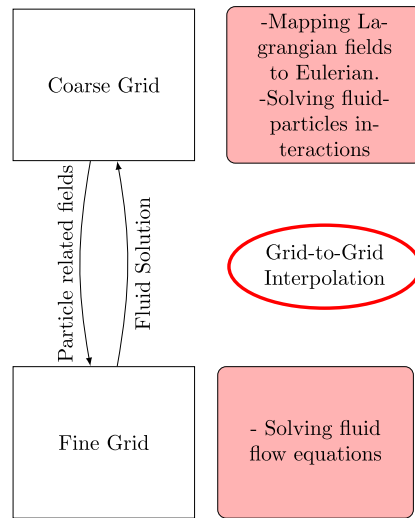 Coarse Grid
-Mapping La-
grangian fields
to Eulerian.
-Solving fluid-
particles in-
teractions
Particle related fields
Fluid Solution
Grid-to-Grid
Interpolation
Fine Grid
- Solving fluid
flow equations